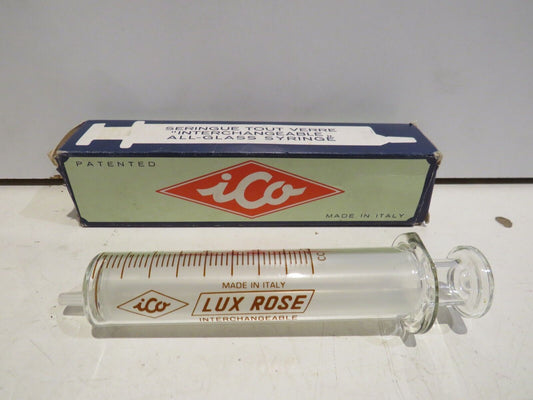 SERINGUE TOUT VERRE
"INTERCHANGEABLE„
ALL-GLASS SYRINGE
PATENTED
iCo
MADE IN ITALY
CC
MADE IN ITALY
iCo
LUX ROSE
INTERCHANGEABLE